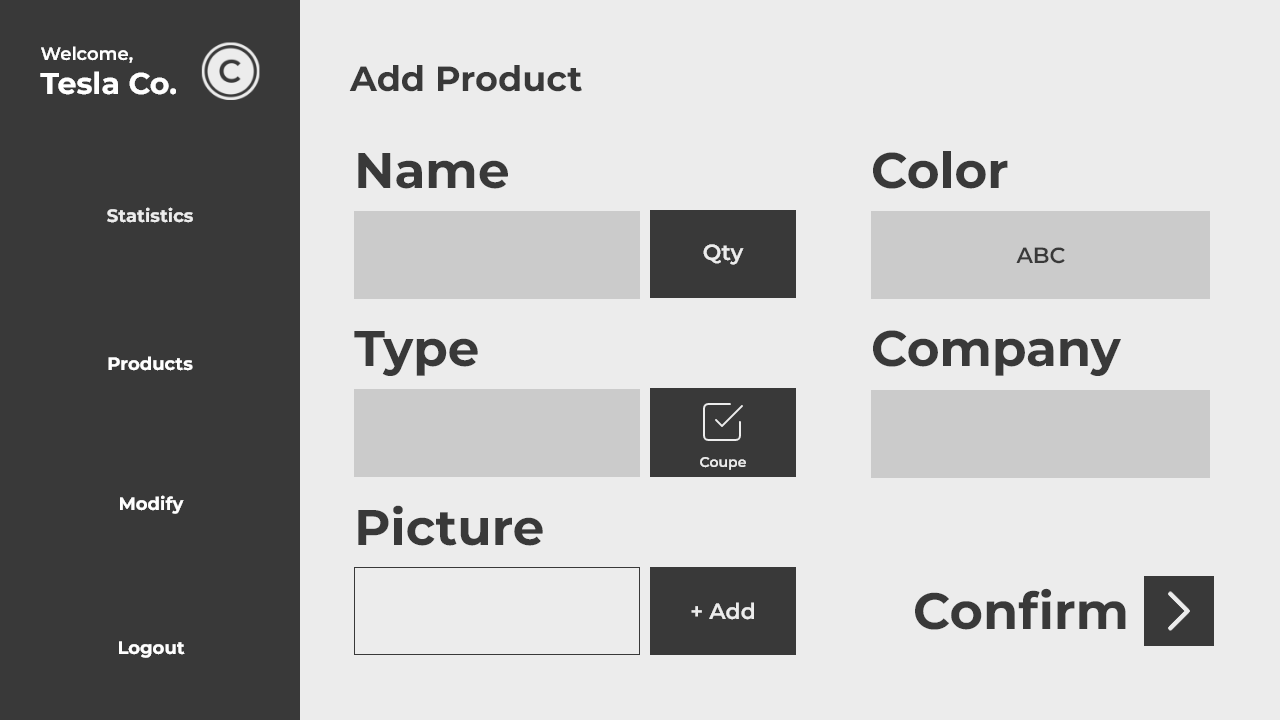 Welcome,
Tesla Co.
C
Statistics
Products
Modify
Logout
Add Product
Name
Qty
Color
ABC
Type
Coupe
Company
Picture
+ Add
Confirm